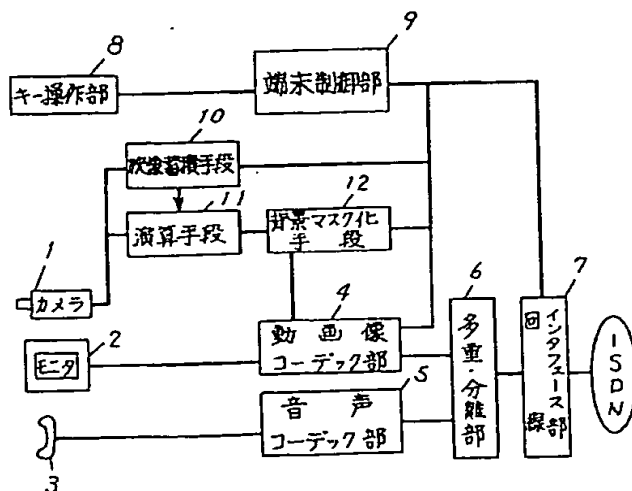 8
キー操作部
9
端末制御部
10
映像蓄積手段
11
演算手段
12
背景マスク化
手段
1
カメラ
2
モニタ
3
4
動画像
コーデック部
5
音声
コーデック部
6
多重・分離部
7
回線
インタフェース部
ISDN